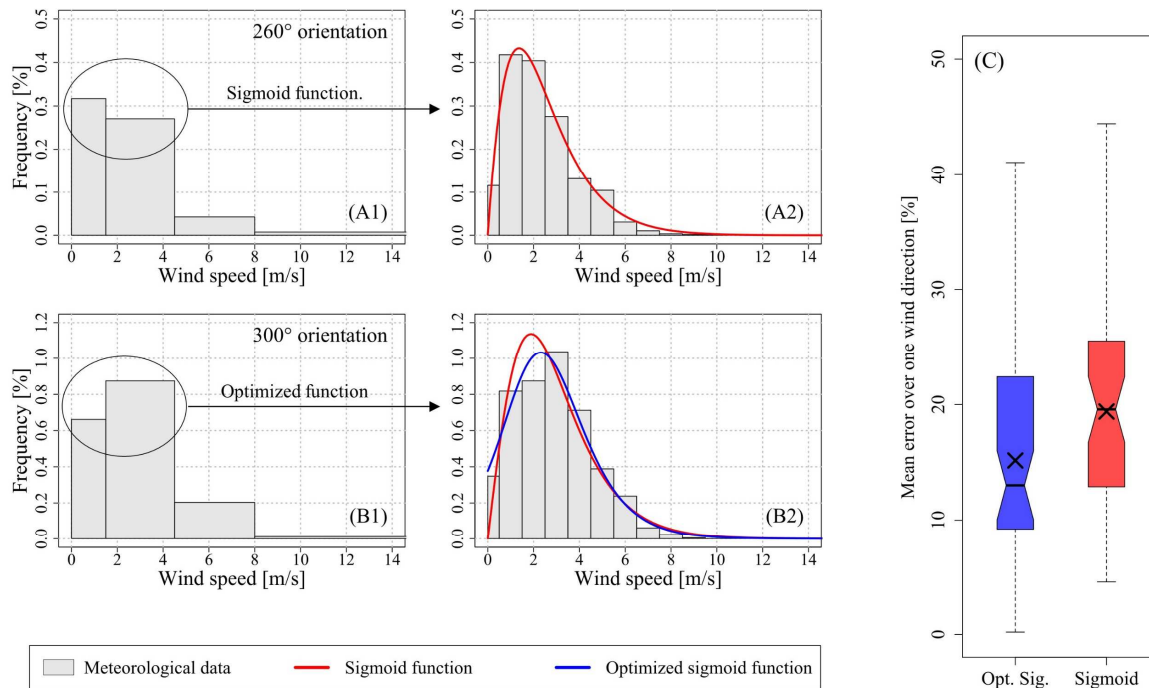 260° orientation
Sigmoid function.
Frequency [%]
0.0 0.1 0.2 0.3 0.4 0.5
(A1)
0 2 4 6 8 10 12 14
Wind speed [m/s]
Frequency [%]
0.0 0.1 0.2 0.3 0.4 0.5
(A2)
0 2 4 6 8 10 12 14
Wind speed [m/s]
300° orientation
Optimized function
Frequency [%]
0.0 0.2 0.4 0.6 0.8 1.0 1.2
(B1)
0 2 4 6 8 10 12 14
Wind speed [m/s]
Frequency [%]
0.0 0.2 0.4 0.6 0.8 1.0 1.2
(B2)
0 2 4 6 8 10 12 14
Wind speed [m/s]
(C)
Mean error over one wind direction [%]
0 10 20 30 40 50
Opt. Sig. Sigmoid
Meteorological data Sigmoid function Optimized sigmoid function